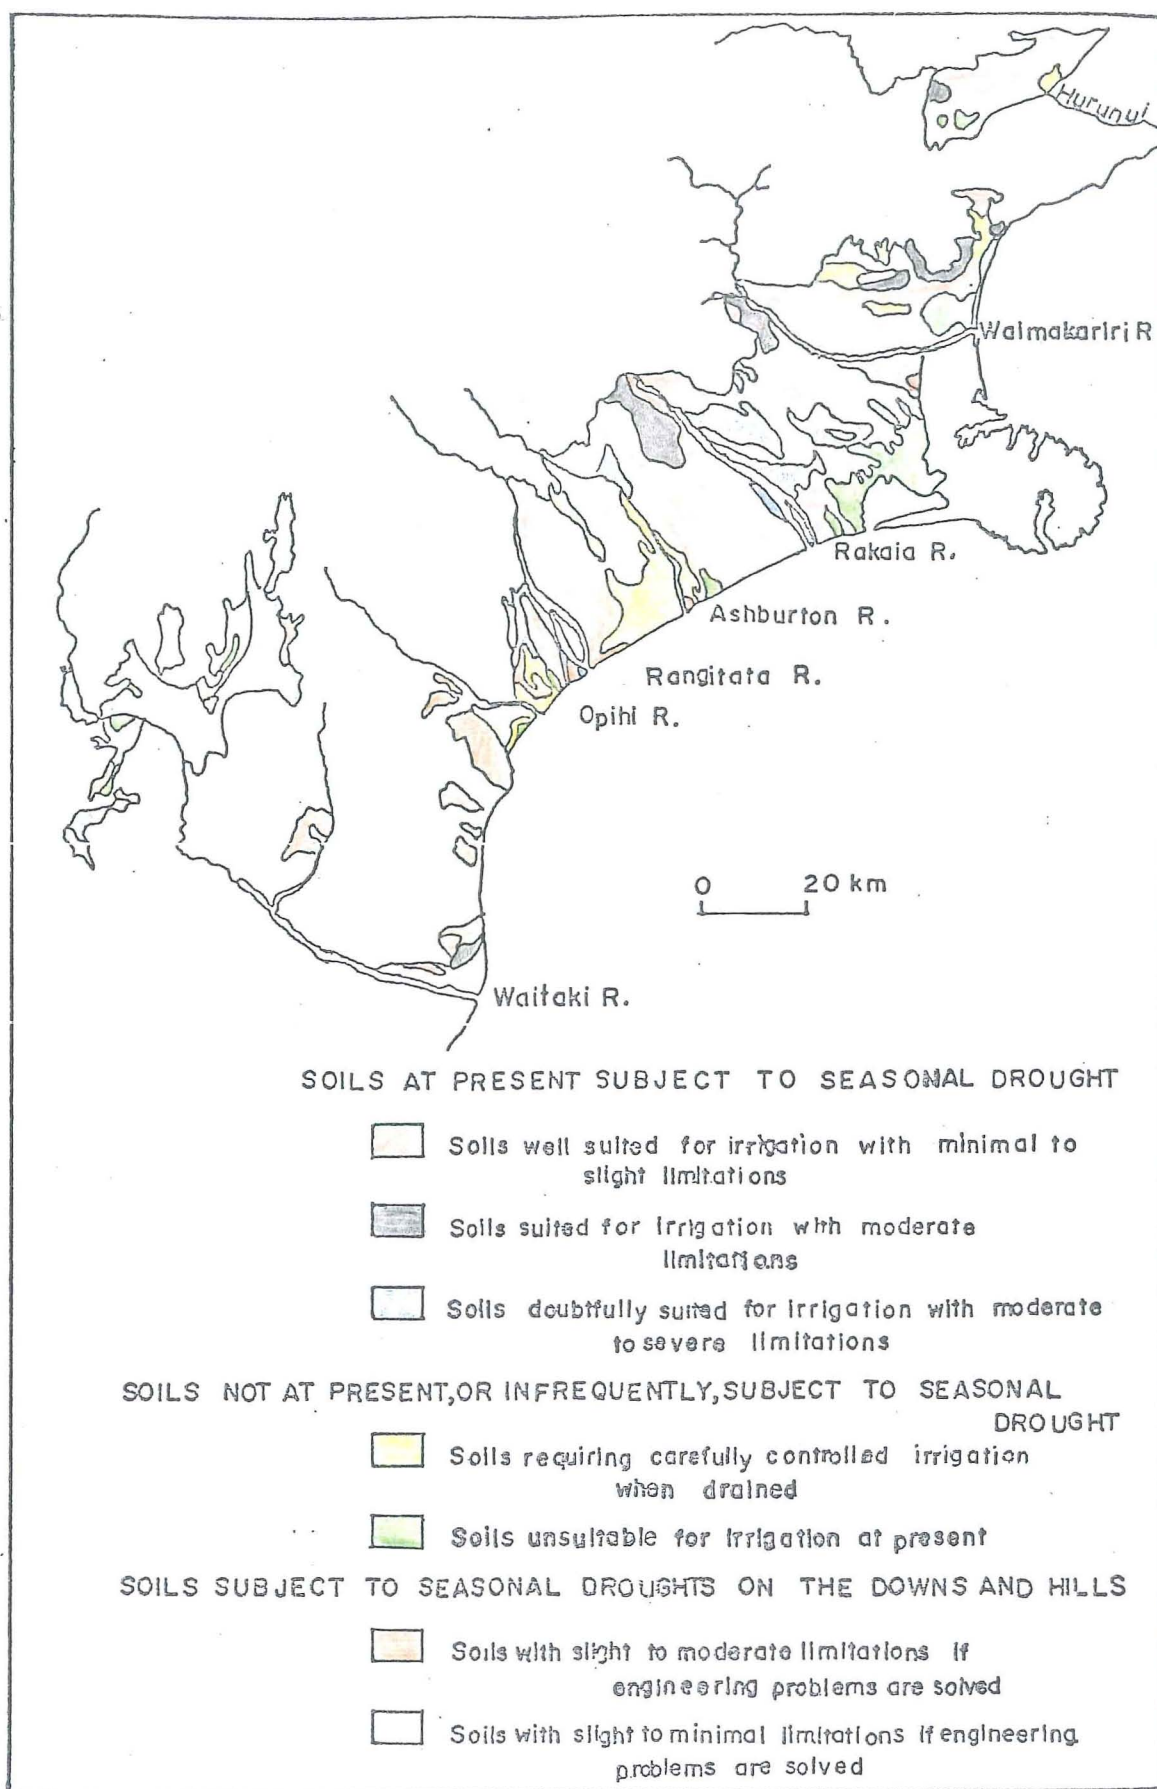 Hurunui
Waimakariri R
Rakaia R.
Ashburton R.
Rangitata R.
Opihi R.
0 20 km
Waitaki R.
SOILS AT PRESENT SUBJECT TO SEASONAL DROUGHT
Soils well suited for irrigation with minimal to
slight limitations
Soils suited for irrigation with moderate
limitations
Soils doubtfully suited for irrigation with moderate
to severe limitations
SOILS NOT AT PRESENT, OR INFREQUENTLY, SUBJECT TO SEASONAL
DROUGHT
Soils requiring carefully controlled irrigation
when drained
Soils unsuitable for irrigation at present
SOILS SUBJECT TO SEASONAL DROUGHTS ON THE DOWNS AND HILLS
Soils with slight to moderate limitations if
engineering problems are solved
Soils with slight to minimal limitations if engineering
problems are solved